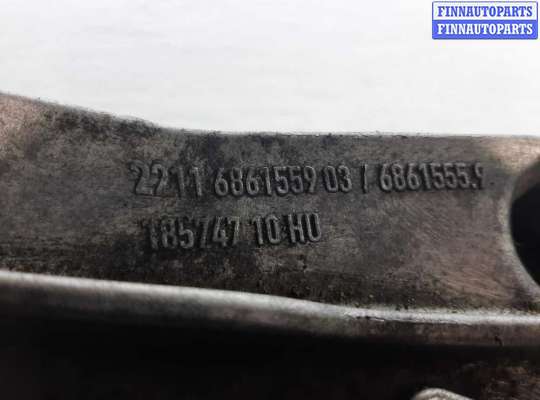 FINNAUTOPARTS
FINNAUTOPARTS
2211 6861559 03 / 6861555.9
185747 10 HU